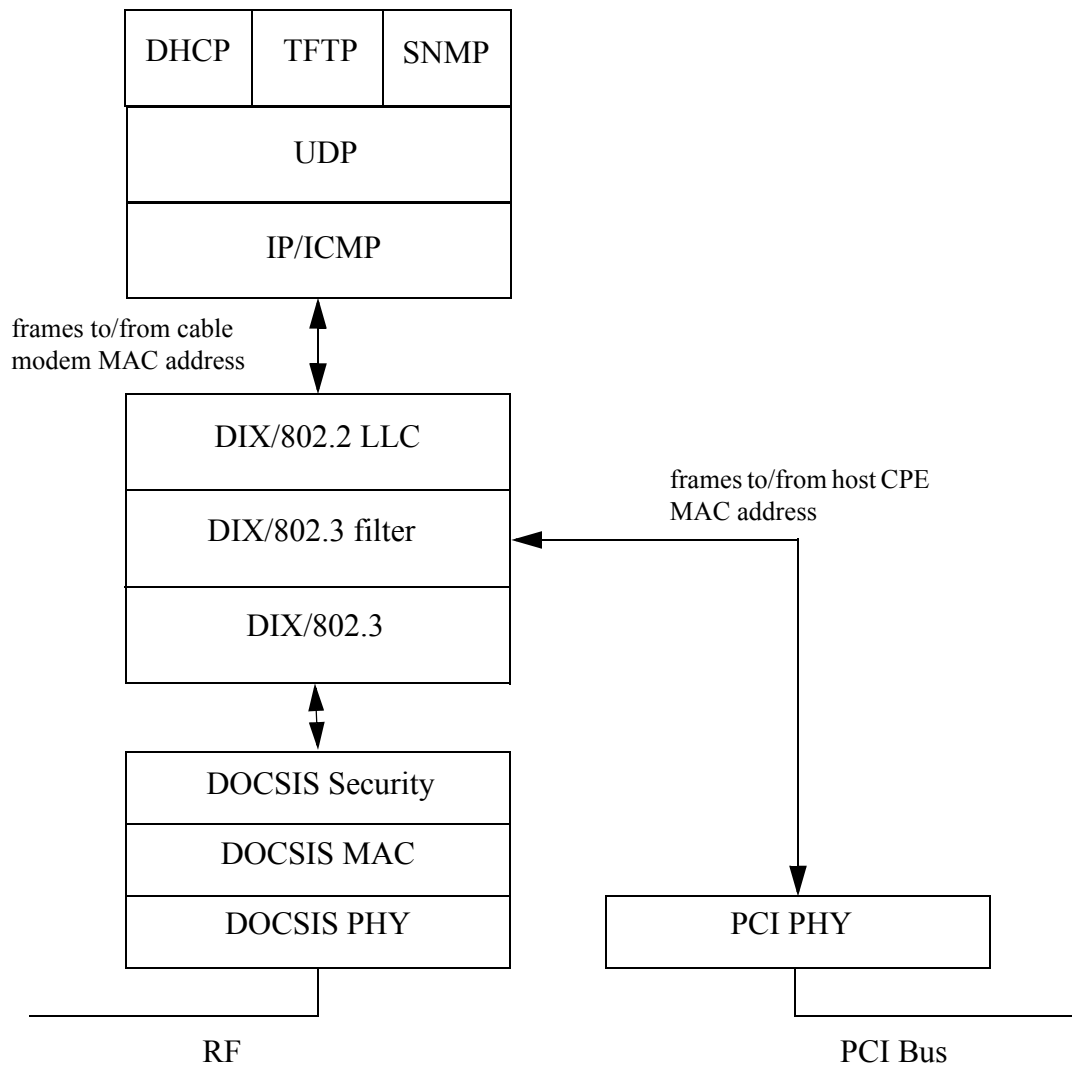 DHCP TFTP SNMP
UDP
IP/ICMP
frames to/from cable
modem MAC address
DIX/802.2 LLC
frames to/from host CPE
MAC address
DIX/802.3 filter
DIX/802.3
DOCSIS Security
DOCSIS MAC
DOCSIS PHY
PCI PHY
RF
PCI Bus